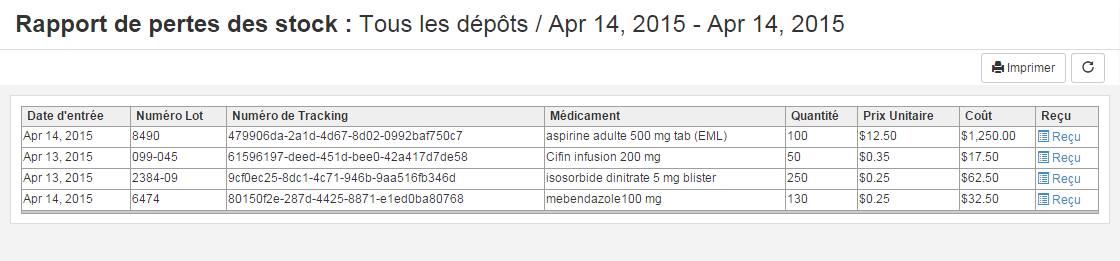 Rapport de pertes des stock : Tous les dépôts / Apr 14, 2015 - Apr 14, 2015
Imprimer
Date d'entrée Numéro Lot Numéro de Tracking Médicament Quantité Prix Unitaire Coût Reçu
Apr 14, 2015 8490 479906da-2a1d-4d67-8d02-0992baf750c7 aspirine adulte 500 mg tab (EML) 100 $12.50 $1,250.00 Reçu
Apr 13, 2015 099-045 61596197-deed-451d-bee0-42a417d7de58 Cifin infusion 200 mg 50 $0.35 $17.50 Reçu
Apr 13, 2015 2384-09 9cf0ec25-8dc1-4c71-946b-9aa516fb346d isosorbide dinitrate 5 mg blister 250 $0.25 $62.50 Reçu
Apr 14, 2015 6474 80150f2e-287d-4425-8871-e1ed0ba80768 mebendazole100 mg 130 $0.25 $32.50 Reçu